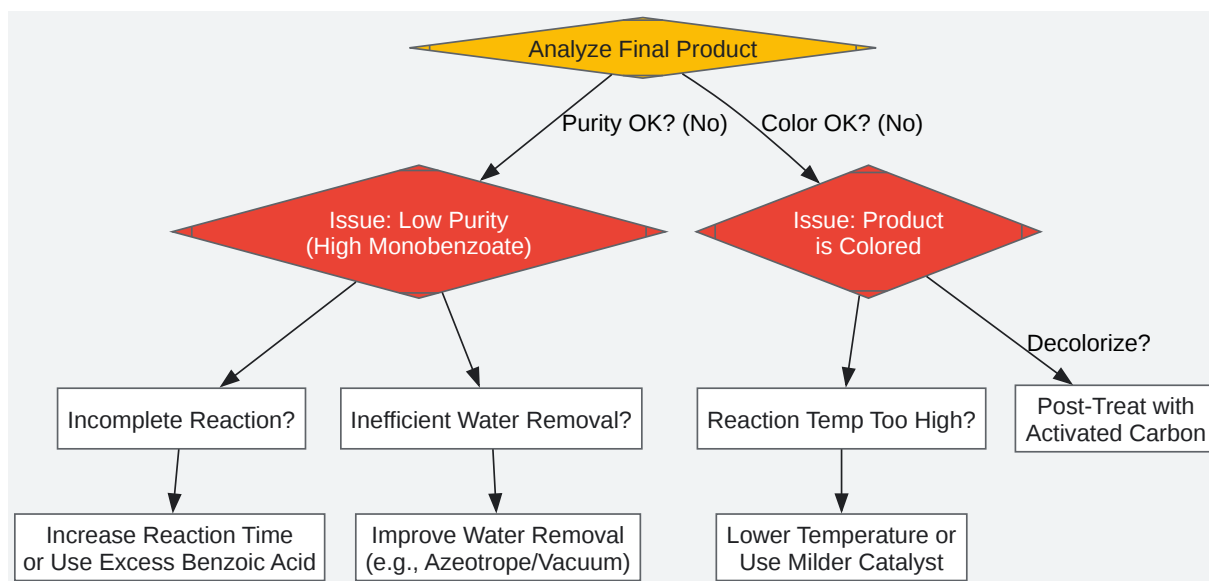 Analyze Final Product
Purity OK? (No)
Color OK? (No)
Issue: Low Purity
(High Monobenzoate)
Issue: Product
is Colored
Decolorize?
Incomplete Reaction?
Inefficient Water Removal?
Reaction Temp Too High?
Post-Treat with
Activated Carbon
Increase Reaction Time
or Use Excess Benzoic Acid
Improve Water Removal
(e.g., Azeotrope/Vacuum)
Lower Temperature or
Use Milder Catalyst